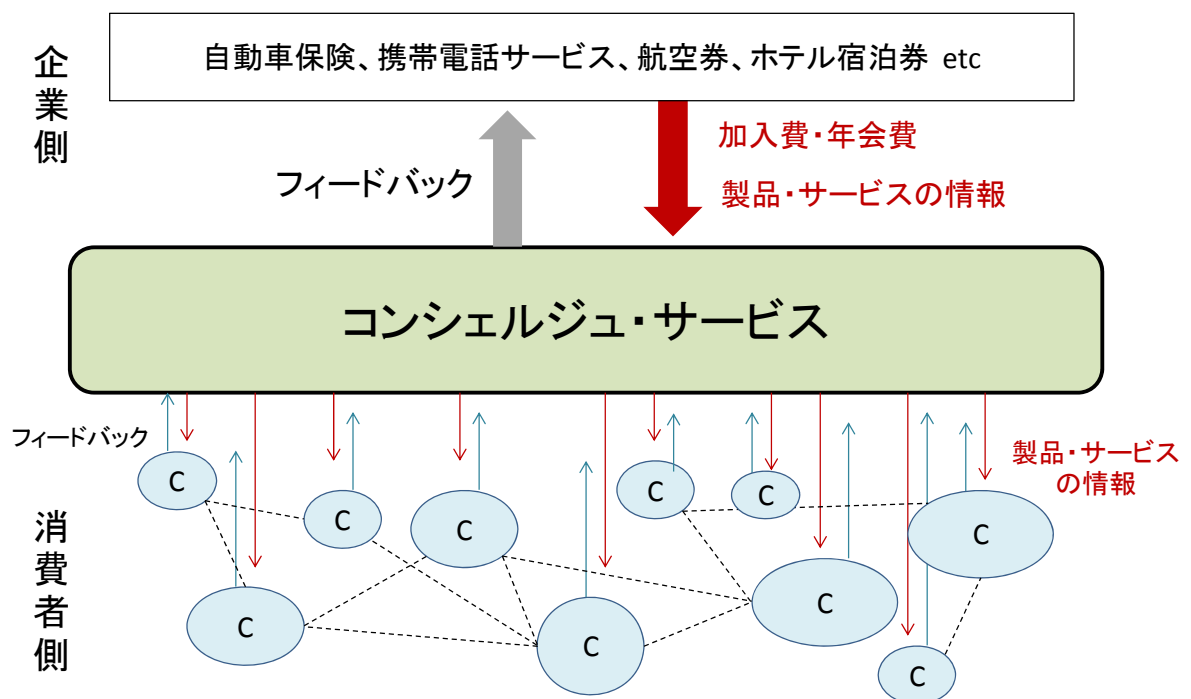 企業側
自動車保険、携帯電話サービス、航空券、ホテル宿泊券 etc
加入費・年会費
製品・サービスの情報
フィードバック
コンシェルジュ・サービス
フィードバック
製品・サービス
の情報
消費者側
C
C
C
C
C
C
C
C
C
C